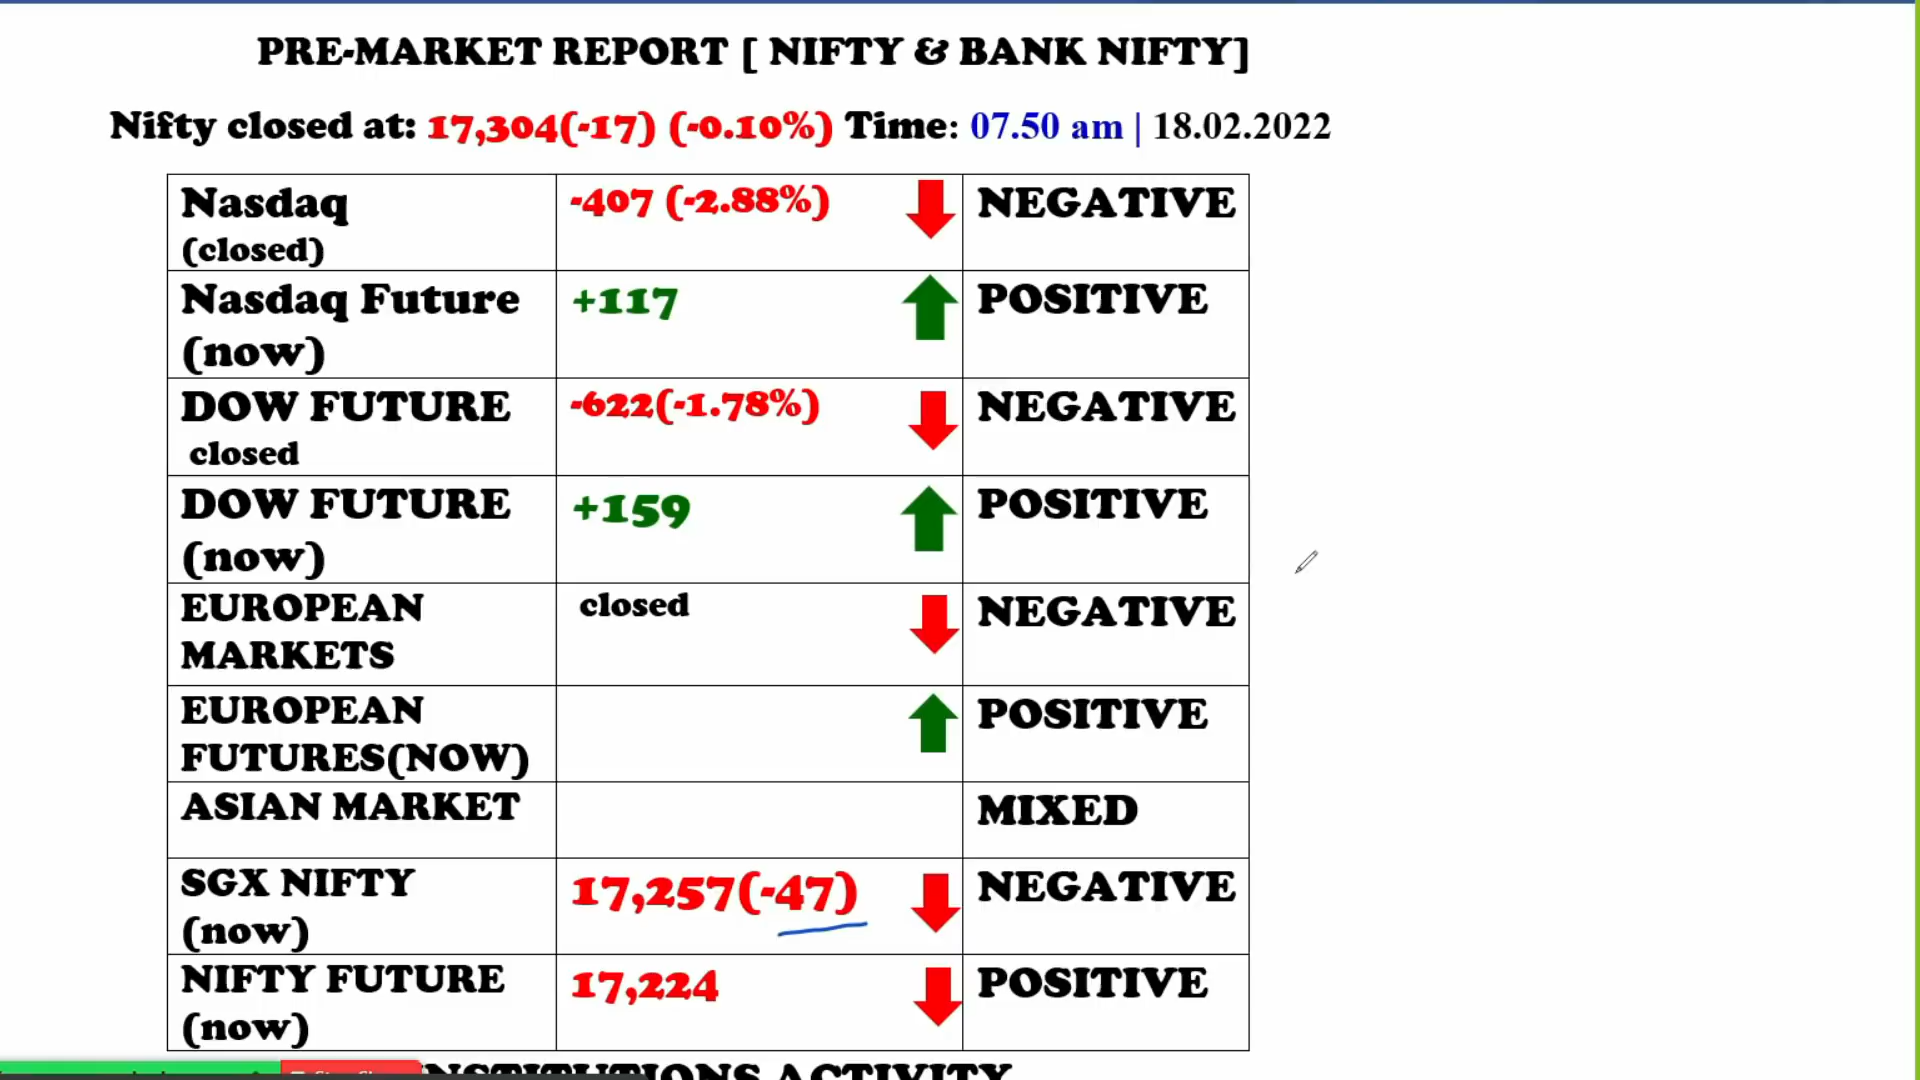 PRE-MARKET REPORT [ NIFTY & BANK NIFTY]
Nifty closed at: 17,304(-17) (-0.10%) Time: 07.50 am | 18.02.2022
Nasdaq -407 (-2.88%) NEGATIVE
(closed)
Nasdaq Future +117 POSITIVE
(now)
DOW FUTURE -622(-1.78%) NEGATIVE
closed
DOW FUTURE +159 POSITIVE
(now)
EUROPEAN closed NEGATIVE
MARKETS
EUROPEAN POSITIVE
FUTURES(NOW)
ASIAN MARKET MIXED
SGX NIFTY 17,257(-47) NEGATIVE
(now)
NIFTY FUTURE 17,224 POSITIVE
(now)
ACTIVITY